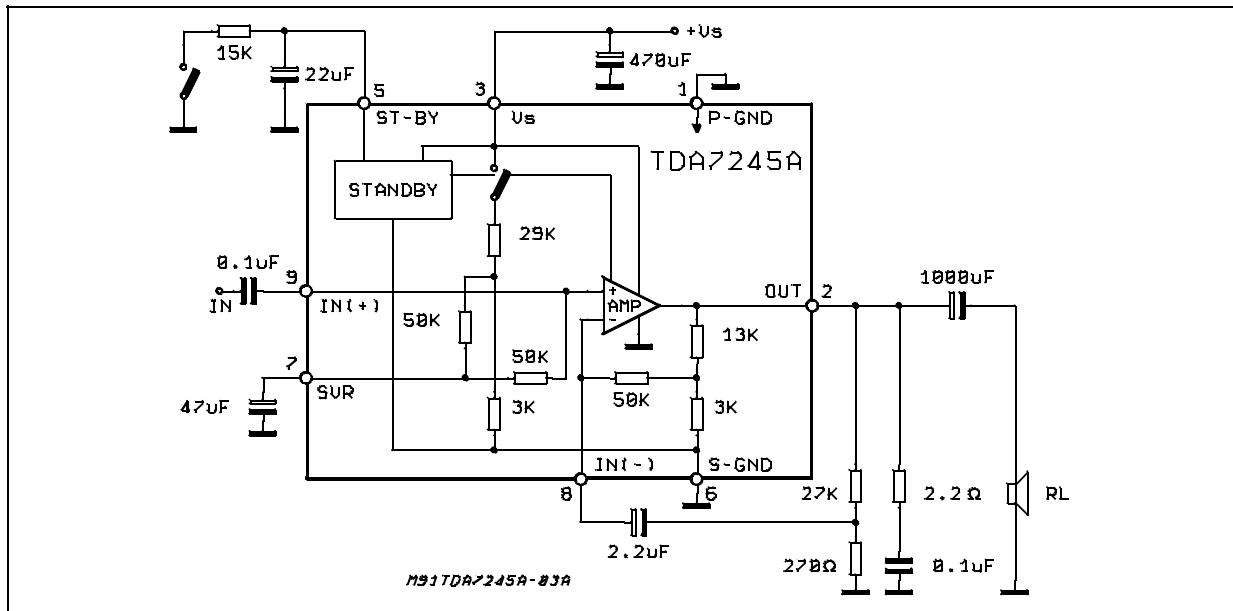 +Vs
15K
22uF
470uF
5
3
1
ST-BY
Vs
P-GND
TDA7245A
STANDBY
29K
0.1uF
9
IN
IN(+)
+
AMP
-
OUT
2
1000uF
50K
13K
7
50K
SVR
50K
47uF
3K
3K
IN(-)
S-GND
8
6
27K
2.2Ω
RL
2.2uF
270Ω
0.1uF
M91TDA7245A-03A